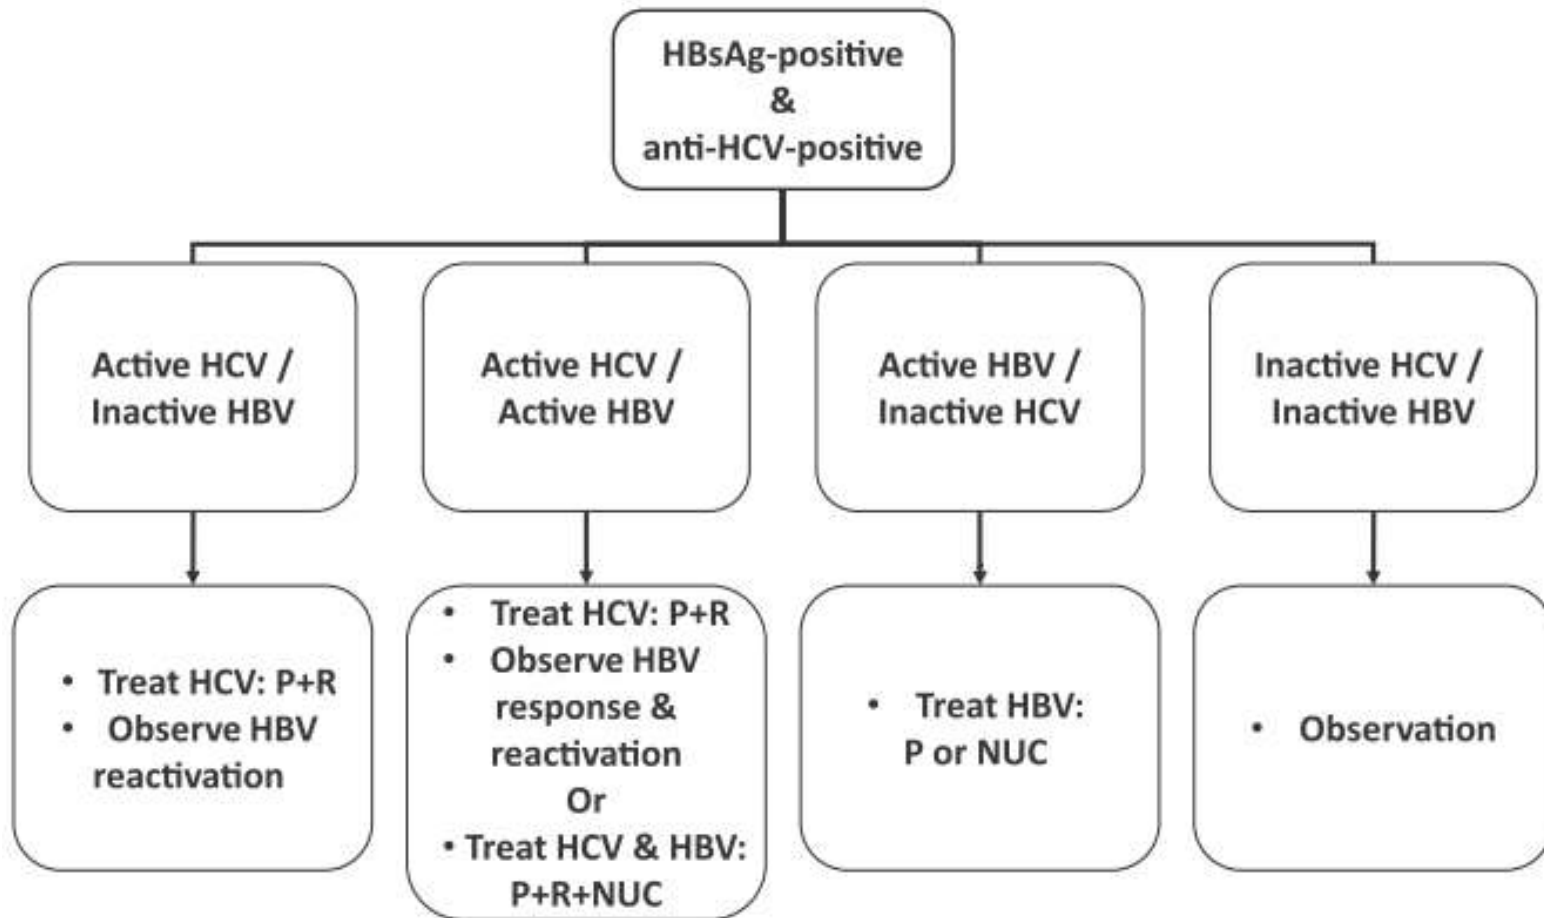 HBsAg-positive
&
anti-HCV-positive
Active HCV /
Inactive HBV
Active HCV /
Active HBV
Active HBV /
Inactive HCV
Inactive HCV /
Inactive HBV
• Treat HCV: P+R
• Observe HBV
reactivation
• Treat HCV: P+R
• Observe HBV
response &
reactivation
Or
• Treat HCV & HBV:
P+R+NUC
• Treat HBV:
P or NUC
• Observation